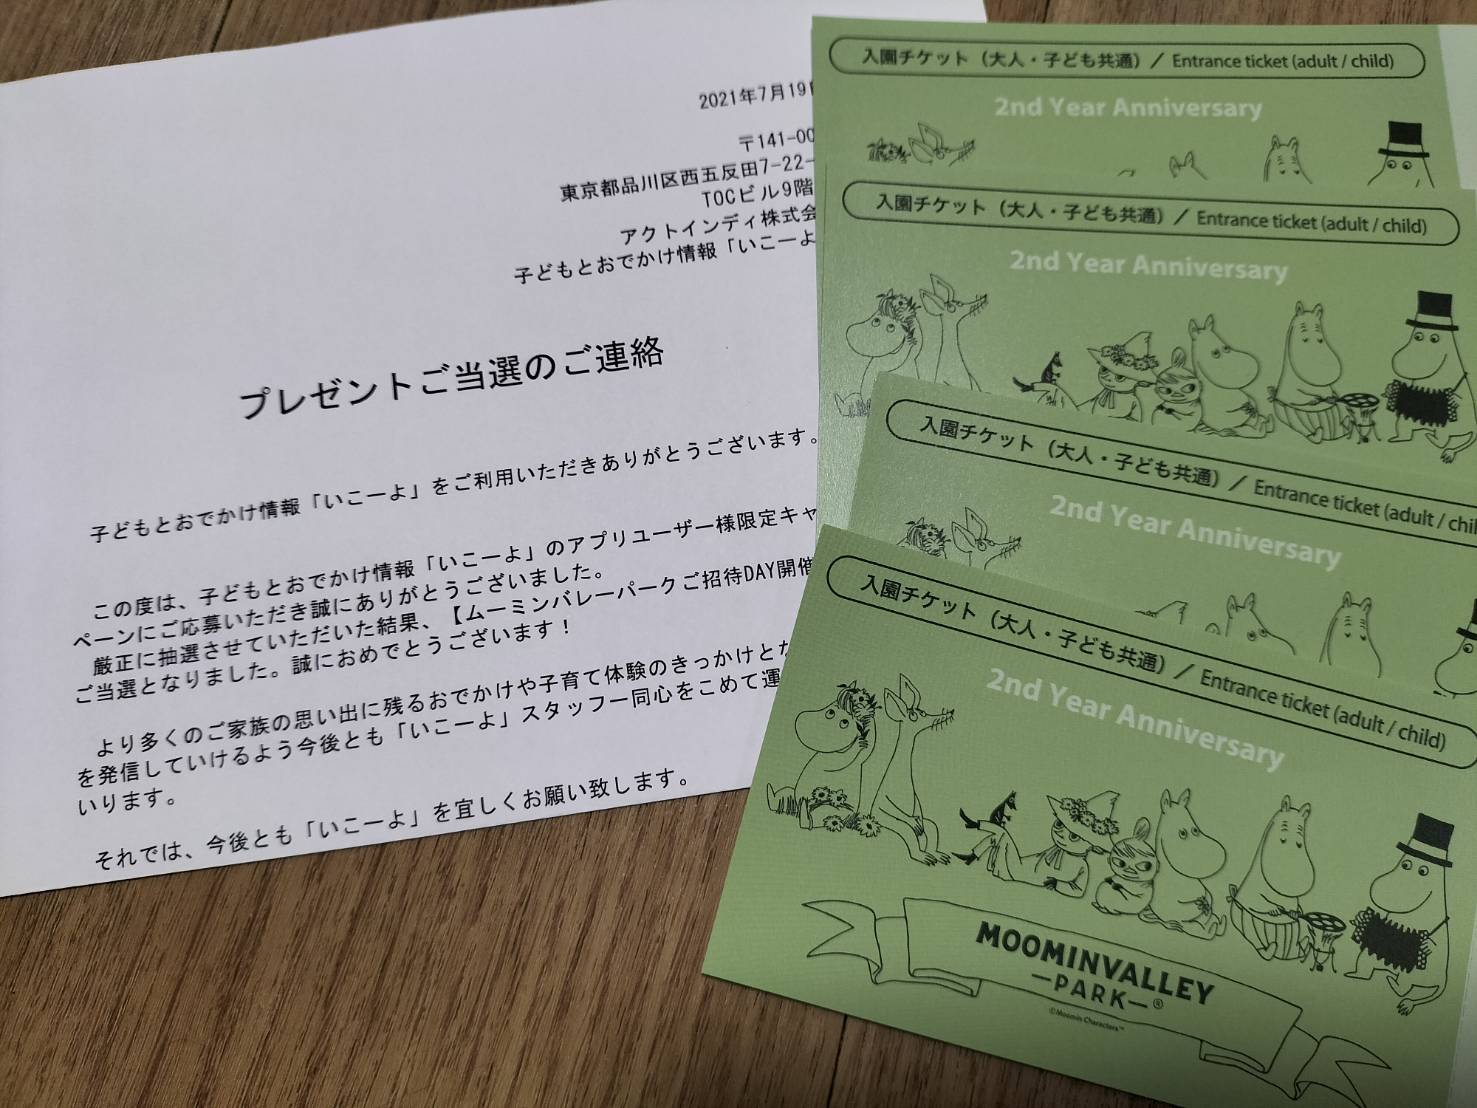 2021年7月19日
〒141-00
東京都品川区西五反田7-22-
TOCビル9階
アクトインディ株式会
子どもとおでかけ情報「いこーよ
プレゼントご当選のご連絡
子どもとおでかけ情報「いこーよ」をご利用いただきありがとうございます。
この度は、子どもとおでかけ情報「いこーよ」のアプリユーザー様限定キャ
ペーンにご応募いただき誠にありがとうございました。
厳正に抽選させていただいた結果、【ムーミンバレーパークご招待DAY開催
ご当選となりました。誠におめでとうございます！
より多くのご家族の思い出に残るおでかけや子育て体験のきっかけとな
を発信していけるよう今後とも「いこーよ」スタッフ一同心をこめて運
いります。
それでは、今後とも「いこーよ」を宜しくお願い致します。
入園チケット（大人・子ども共通）／ Entrance ticket (adult / child)
2nd Year Anniversary
入園チケット（大人・子ども共通）／ Entrance ticket (adult / child)
2nd Year Anniversary
入園チケット（大人・子ども共通）／ Entrance ticket (adult / chil
2nd Year Anniversary
入園チケット（大人・子ども共通）／ Entrance ticket (adult / child)
2nd Year Anniversary
MOOMINVALLEY
—PARK—®
©Moomin Characters™